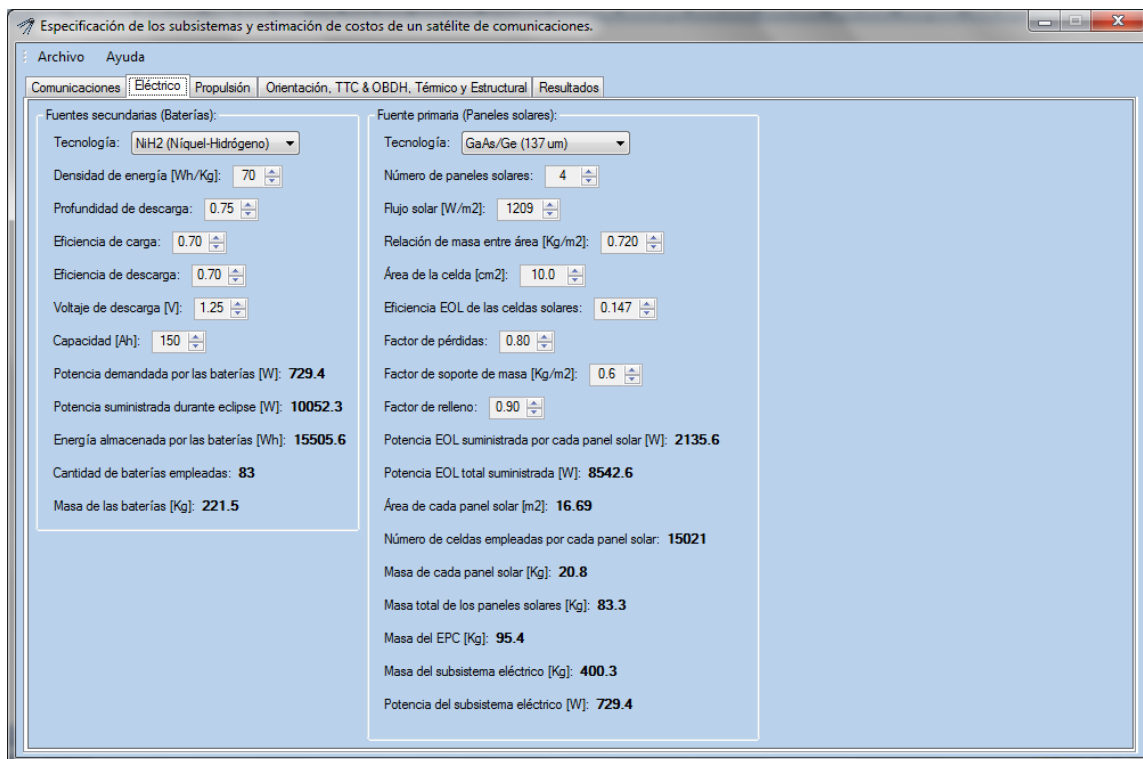 Especificación de los subsistemas y estimación de costos de un satélite de comunicaciones.
Archivo Ayuda
Comunicaciones Eléctrico Propulsión Orientación, TTC & OBDH, Térmico y Estructural Resultados
Fuentes secundarias (Baterías):
Tecnología: NiH2 (Níquel-Hidrógeno)
Densidad de energía [Wh/Kg]: 70
Profundidad de descarga: 0.75
Eficiencia de carga: 0.70
Eficiencia de descarga: 0.70
Voltaje de descarga [V]: 1.25
Capacidad [Ah]: 150
Potencia demandada por las baterías [W]: 729.4
Potencia suministrada durante eclipse [W]: 10052.3
Energía almacenada por las baterías [Wh]: 15505.6
Cantidad de baterías empleadas: 83
Masa de las baterías [Kg]: 221.5
Fuente primaria (Paneles solares):
Tecnología: GaAs/Ge (137 um)
Número de paneles solares: 4
Flujo solar [W/m2]: 1209
Relación de masa entre área [Kg/m2]: 0.720
Área de la celda [cm2]: 10.0
Eficiencia EOL de las celdas solares: 0.147
Factor de pérdidas: 0.80
Factor de soporte de masa [Kg/m2]: 0.6
Factor de relleno: 0.90
Potencia EOL suministrada por cada panel solar [W]: 2135.6
Potencia EOL total suministrada [W]: 8542.6
Área de cada panel solar [m2]: 16.69
Número de celdas empleadas por cada panel solar: 15021
Masa de cada panel solar [Kg]: 20.8
Masa total de los paneles solares [Kg]: 83.3
Masa del EPC [Kg]: 95.4
Masa del subsistema eléctrico [Kg]: 400.3
Potencia del subsistema eléctrico [W]: 729.4